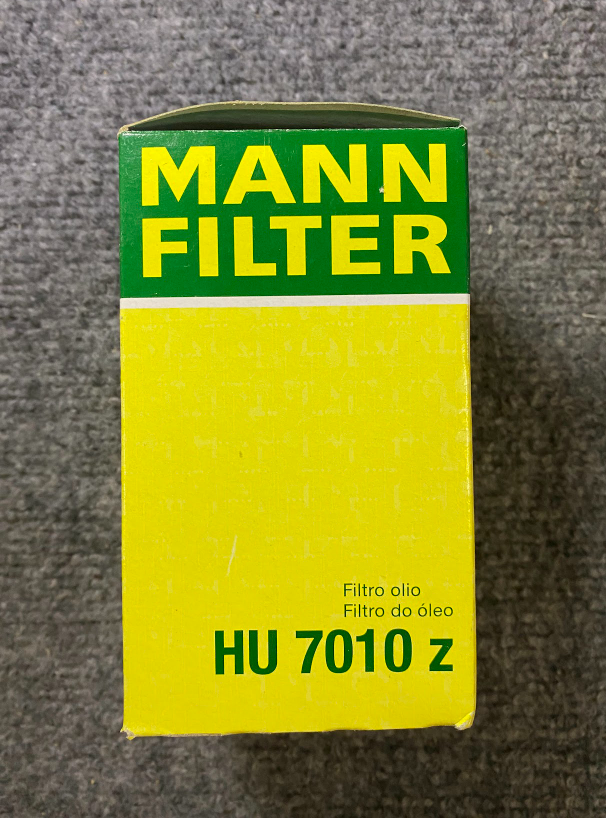 MANN
FILTER
Filtro olio
Filtro do óleo
HU 7010 z